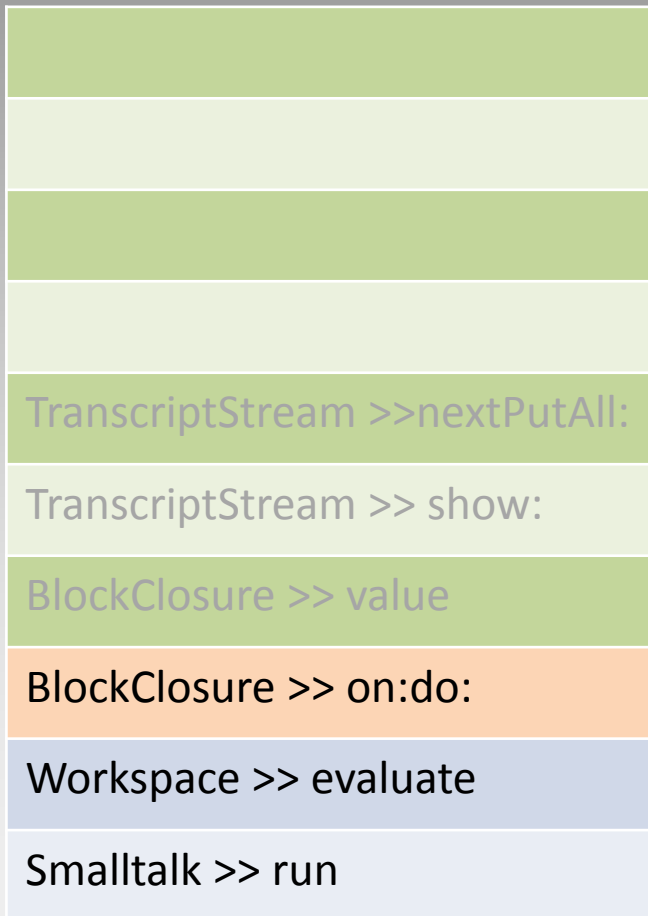 TranscriptStream >>nextPutAll:
TranscriptStream >> show:
BlockClosure >> value
BlockClosure >> on:do:
Workspace >> evaluate
Smalltalk >> run